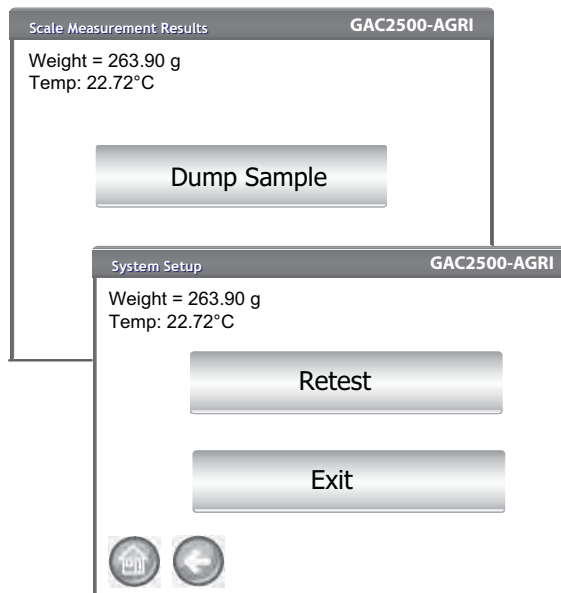 Scale Measurement Results GAC2500-AGRI
Weight = 263.90 g
Temp: 22.72°C
Dump Sample
System Setup GAC2500-AGRI
Weight = 263.90 g
Temp: 22.72°C
Retest
Exit